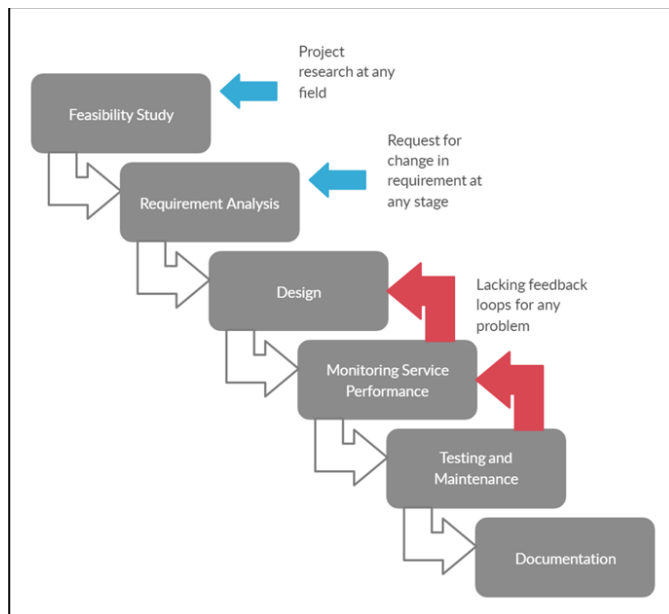 Project
research at any
field
Feasibility Study
Request for
change in
requirement at
any stage
Requirement Analysis
Lacking feedback
loops for any
problem
Design
Monitoring Service
Performance
Testing and
Maintenance
Documentation